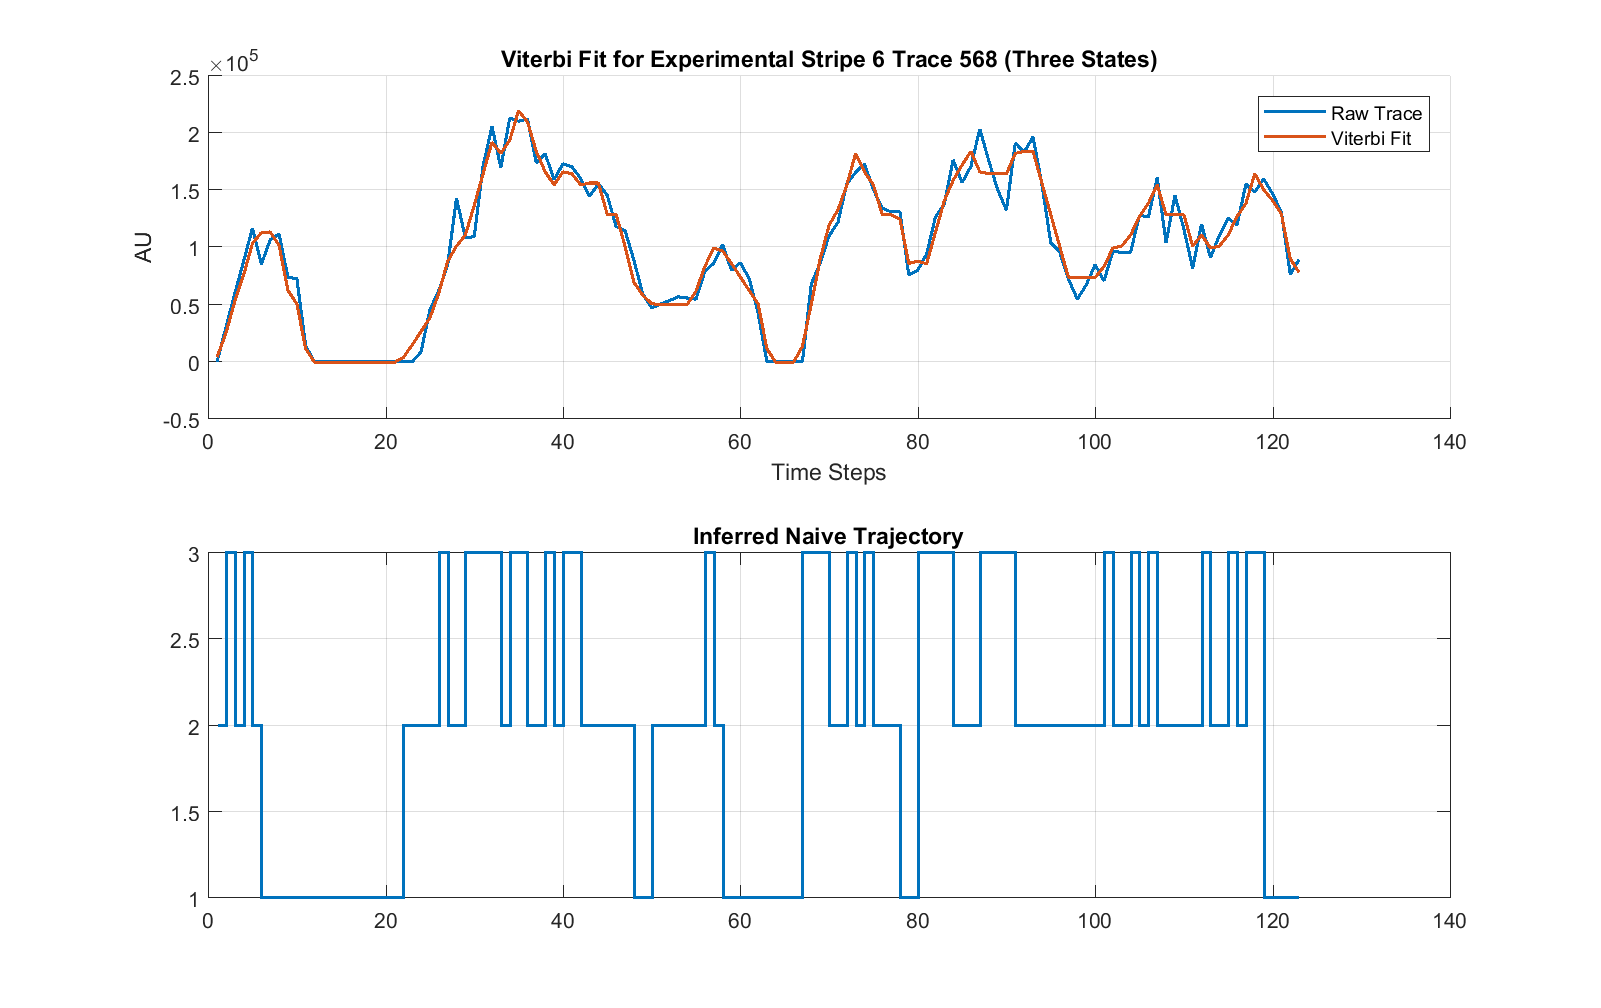 Viterbi Fit for Experimental Stripe 6 Trace 568 (Three States)
×10^5
2.5
2
1.5
1
0.5
0
-0.5
AU
Raw Trace
Viterbi Fit
0 20 40 60 80 100 120 140
Time Steps
Inferred Naive Trajectory
3
2.5
2
1.5
1
0 20 40 60 80 100 120 140